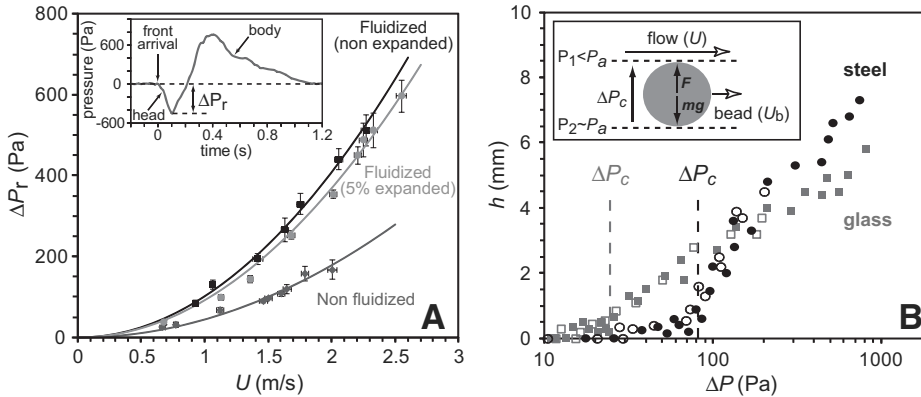 800
600
400
200
0
ΔPr (Pa)
0 0.5 1 1.5 2 2.5 3
U (m/s)
Fluidized
(non expanded)
Fluidized
(5% expanded)
Non fluidized
A
600
0
-600
pressure (Pa)
front
arrival
body
head
ΔPr
0 0.4 0.8 1.2
time (s)
10
8
6
4
2
0
h (mm)
P1<Pa
flow (U)
ΔPc
F
mg
bead (Ub)
P2~Pa
steel
ΔPc ΔPc
glass
B
10 100 1000
ΔP (Pa)